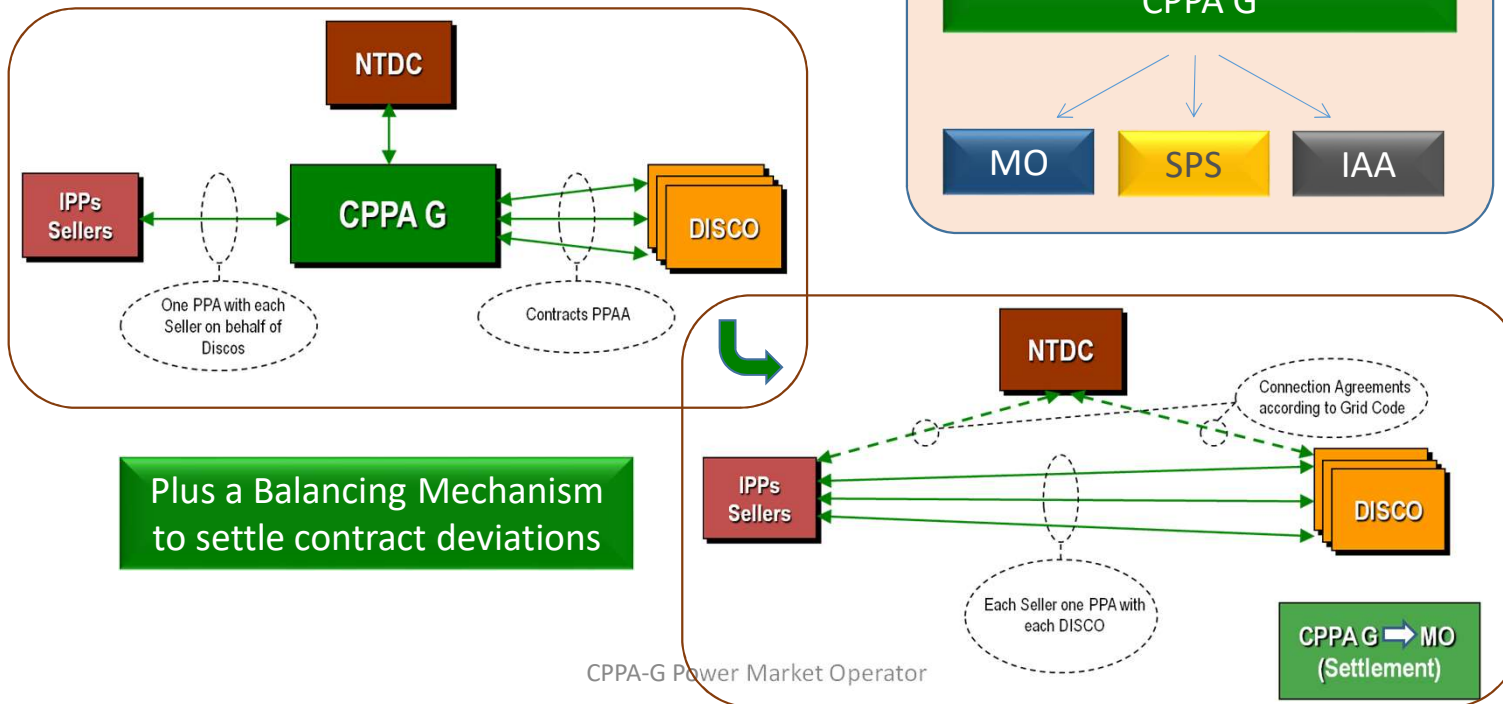 NTDC
IPPs
Sellers
CPPA G
DISCO
One PPA with each
Seller on behalf of
Discos
Contracts PPAA
CPPA G
MO
SPS
IAA
Plus a Balancing Mechanism
to settle contract deviations
NTDC
Connection Agreements
according to Grid Code
IPPs
Sellers
DISCO
Each Seller one PPA with
each DISCO
CPPA G MO
(Settlement)
CPPA-G Power Market Operator